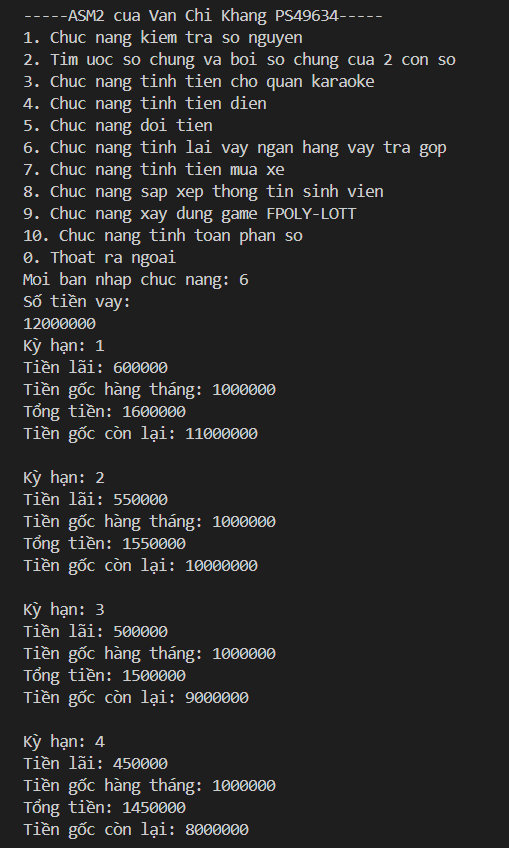 -----ASM2 cua Van Chi Khang PS49634-----
1. Chuc nang kiem tra so nguyen
2. Tim uoc so chung va boi so chung cua 2 con so
3. Chuc nang tinh tien cho quan karaoke
4. Chuc nang tinh tien dien
5. Chuc nang doi tien
6. Chuc nang tinh lai vay ngan hang vay tra gop
7. Chuc nang tinh tien mua xe
8. Chuc nang sap xep thong tin sinh vien
9. Chuc nang xay dung game FPOLY-LOTT
10. Chuc nang tinh toan phan so
0. Thoat ra ngoai
Moi ban nhap chuc nang: 6
Số tiền vay:
12000000
Kỳ hạn: 1
Tiền lãi: 600000
Tiền gốc hàng tháng: 1000000
Tổng tiền: 1600000
Tiền gốc còn lại: 11000000
Kỳ hạn: 2
Tiền lãi: 550000
Tiền gốc hàng tháng: 1000000
Tổng tiền: 1550000
Tiền gốc còn lại: 10000000
Kỳ hạn: 3
Tiền lãi: 500000
Tiền gốc hàng tháng: 1000000
Tổng tiền: 1500000
Tiền gốc còn lại: 9000000
Kỳ hạn: 4
Tiền lãi: 450000
Tiền gốc hàng tháng: 1000000
Tổng tiền: 1450000
Tiền gốc còn lại: 8000000